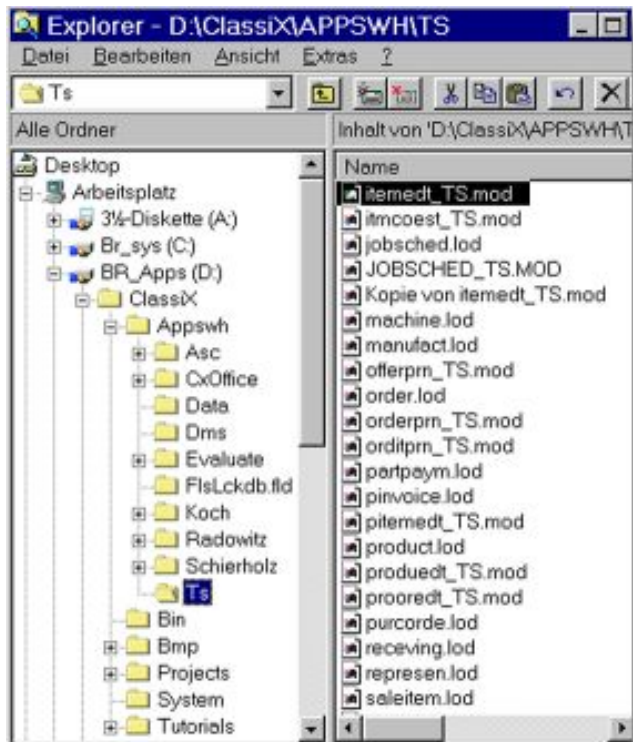 Explorer - D:\ClassiX\APPSWH\TS
Datei Bearbeiten Ansicht Extras ?
Ts
Alle Ordner
Inhalt von 'D:\ClassiX\APPSWH\T
Desktop
Arbeitsplatz
3½-Diskette (A:)
Br_sys (C:)
BR_Apps (D:)
ClassiX
Appswh
Asc
CxOffice
Data
Dms
Evaluate
FlsLckdb.fld
Koch
Radowitz
Schierholz
Ts
Bin
Bmp
Projects
System
Tutorials
Name
itemedt_TS.mod
itmcoest_TS.mod
jobsched.lod
JOBSCHED_TS.MOD
Kopie von itemedt_TS.mod
machine.lod
manufact.lod
offerprn_TS.mod
order.lod
orderprn_TS.mod
orditprn_TS.mod
partpaym.lod
pinvoice.lod
pitemedt_TS.mod
product.lod
produedt_TS.mod
prooredt_TS.mod
purcorde.lod
receving.lod
represen.lod
saleitem.lod